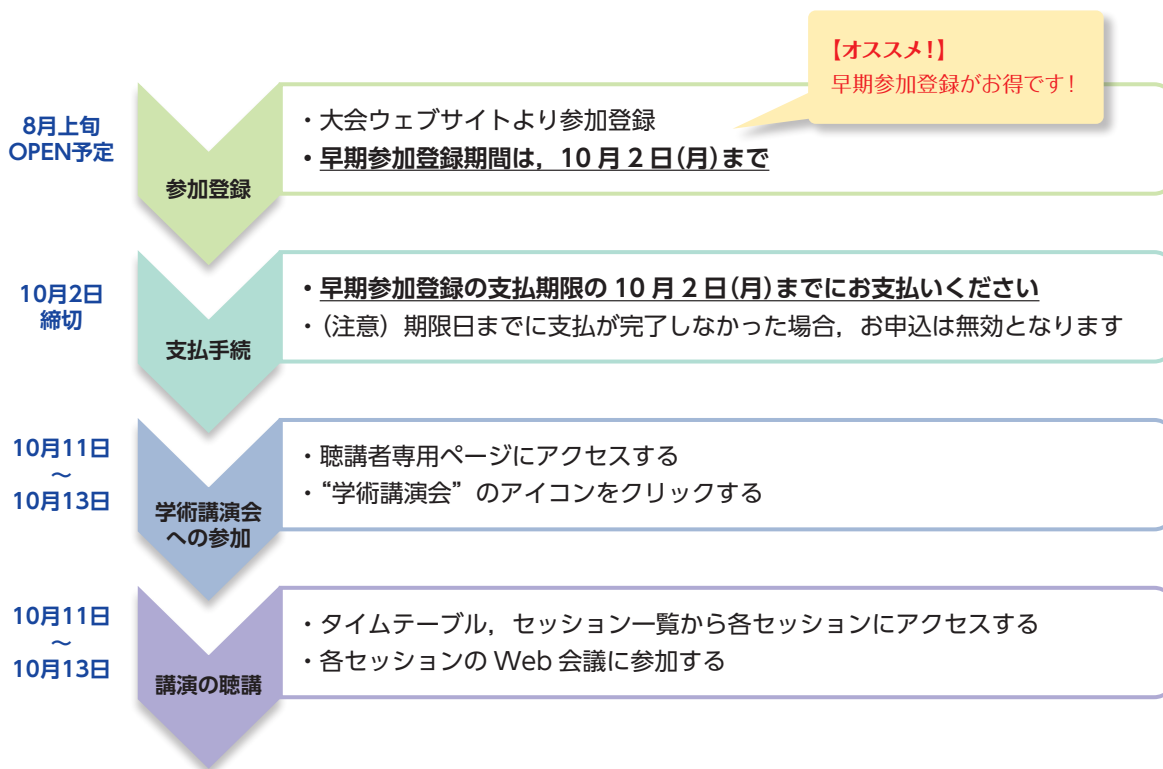 【オススメ！】
早期参加登録がお得です！
8月上旬
OPEN予定
参加登録
・大会ウェブサイトより参加登録
・早期参加登録期間は，10月2日(月)まで
10月2日
締切
支払手続
・早期参加登録の支払期限の10月2日(月)までにお支払いください
・（注意）期限日までに支払が完了しなかった場合，お申込は無効となります
10月11日
～
10月13日
学術講演会
への参加
・聴講者専用ページにアクセスする
・“学術講演会”のアイコンをクリックする
10月11日
～
10月13日
講演の聴講
・タイムテーブル，セッション一覧から各セッションにアクセスする
・各セッションの Web 会議に参加する